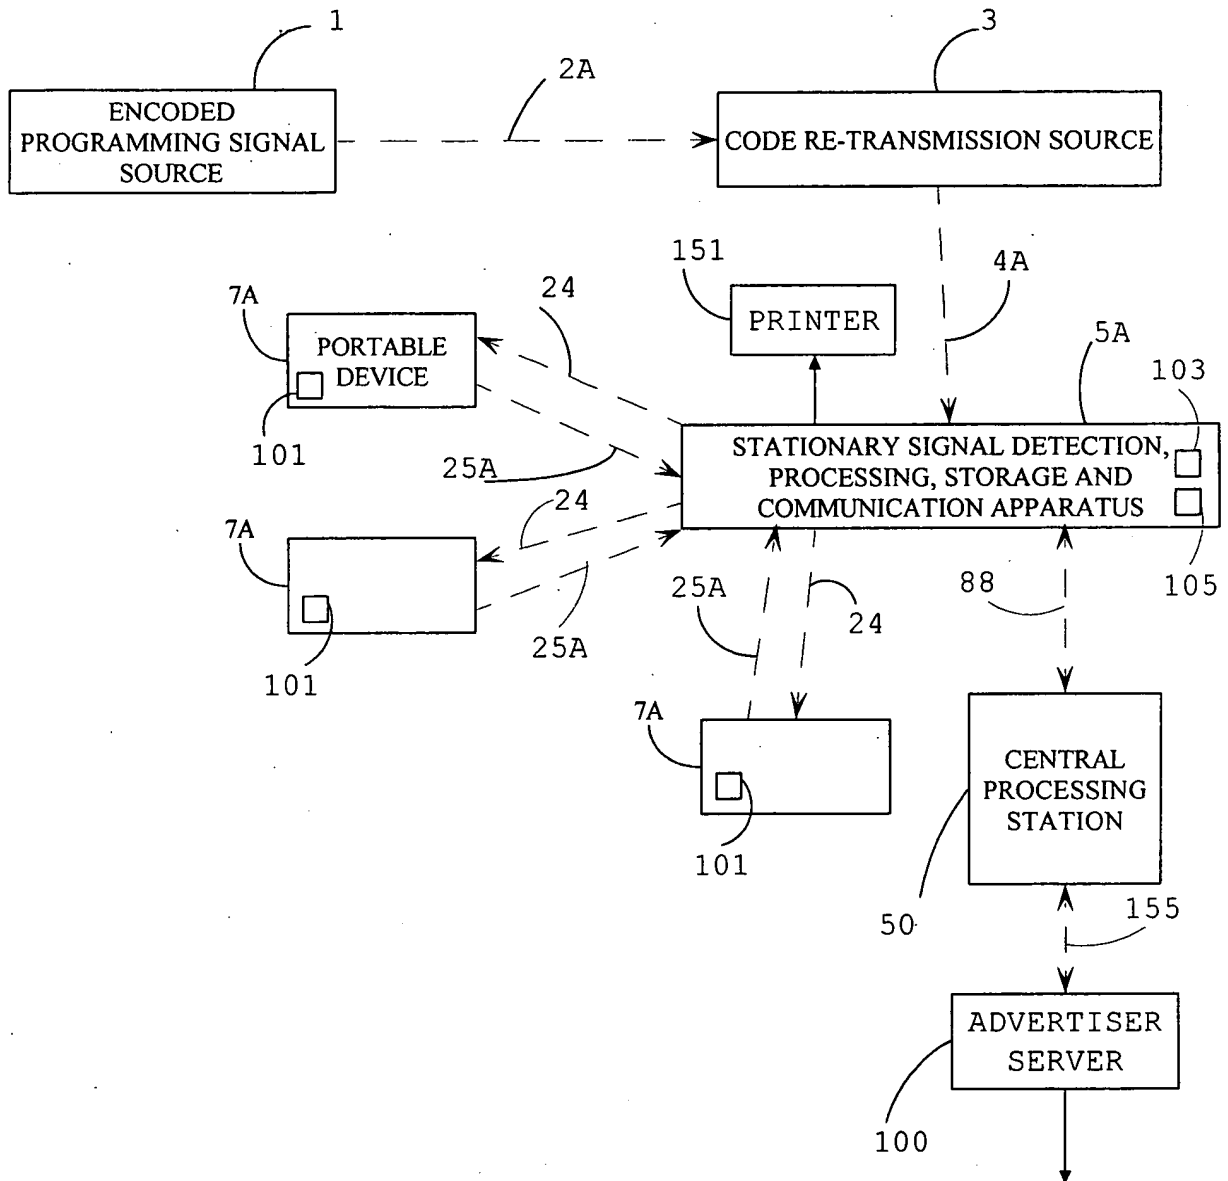 1
3
2A
ENCODED
PROGRAMMING SIGNAL
SOURCE
CODE RE-TRANSMISSION SOURCE
151
4A
24
7A
PRINTER
5A
PORTABLE
DEVICE
103
101
25A
STATIONARY SIGNAL DETECTION,
PROCESSING, STORAGE AND
COMMUNICATION APPARATUS
24
7A
105
25A
88
24
25A
101
7A
CENTRAL
PROCESSING
STATION
101
50
155
ADVERTISER
SERVER
100